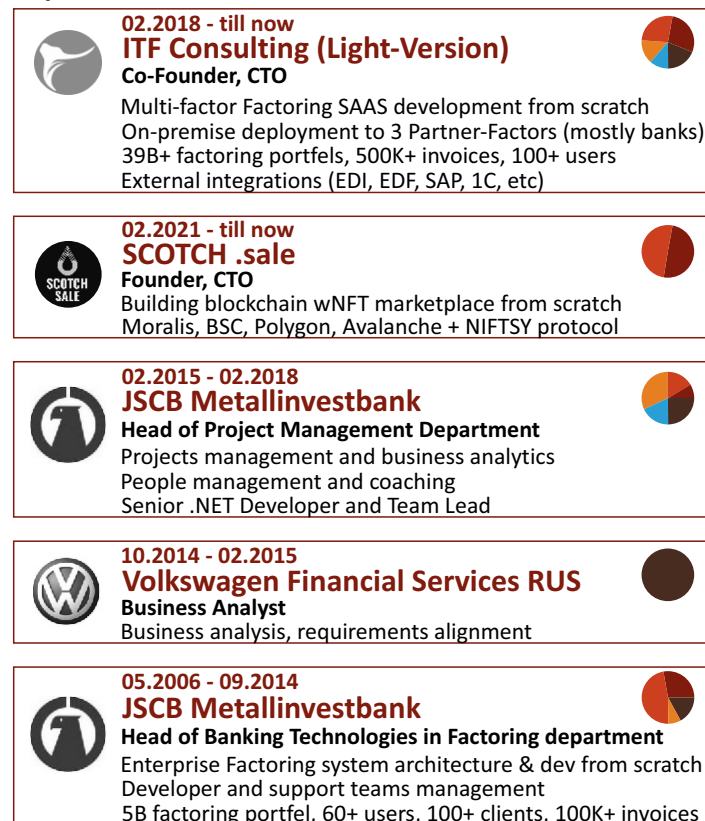 02.2018 - till now
ITF Consulting (Light-Version)
Co-Founder, CTO
Multi-factor Factoring SAAS development from scratch
On-premise deployment to 3 Partner-Factors (mostly banks)
39B+ factoring portfels, 500K+ invoices, 100+ users
External integrations (EDI, EDF, SAP, 1C, etc)
02.2021 - till now
SCOTCH .sale
SCOTCH
SALE
Founder, CTO
Building blockchain wNFT marketplace from scratch
Moralis, BSC, Polygon, Avalanche + NIFTSY protocol
02.2015 - 02.2018
JSCB Metallinvestbank
Head of Project Management Department
Projects management and business analytics
People management and coaching
Senior .NET Developer and Team Lead
10.2014 - 02.2015
Volkswagen Financial Services RUS
Business Analyst
Business analysis, requirements alignment
05.2006 - 09.2014
JSCB Metallinvestbank
Head of Banking Technologies in Factoring department
Enterprise Factoring system architecture & dev from scratch
Developer and support teams management
5B factoring portfel, 60+ users, 100+ clients, 100K+ invoices